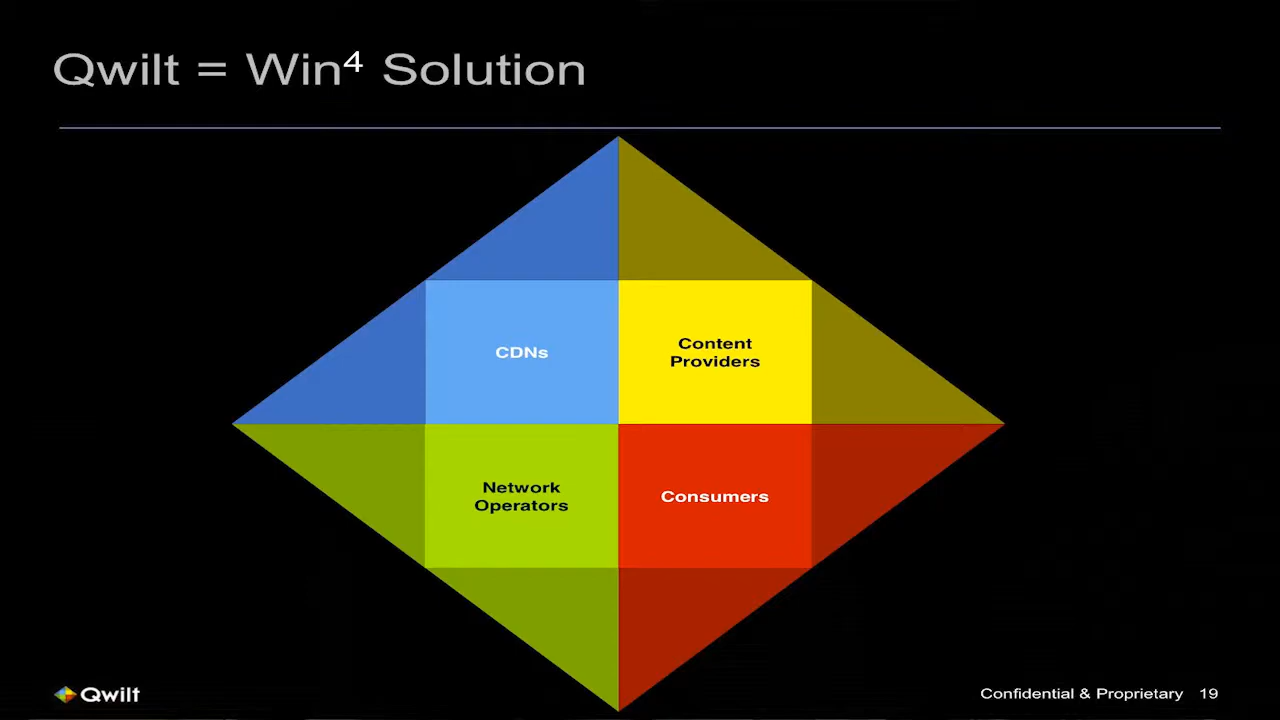 Qwilt = Win⁴ Solution
CDNs
Content
Providers
Network
Operators
Consumers
Qwilt
Confidential & Proprietary 19